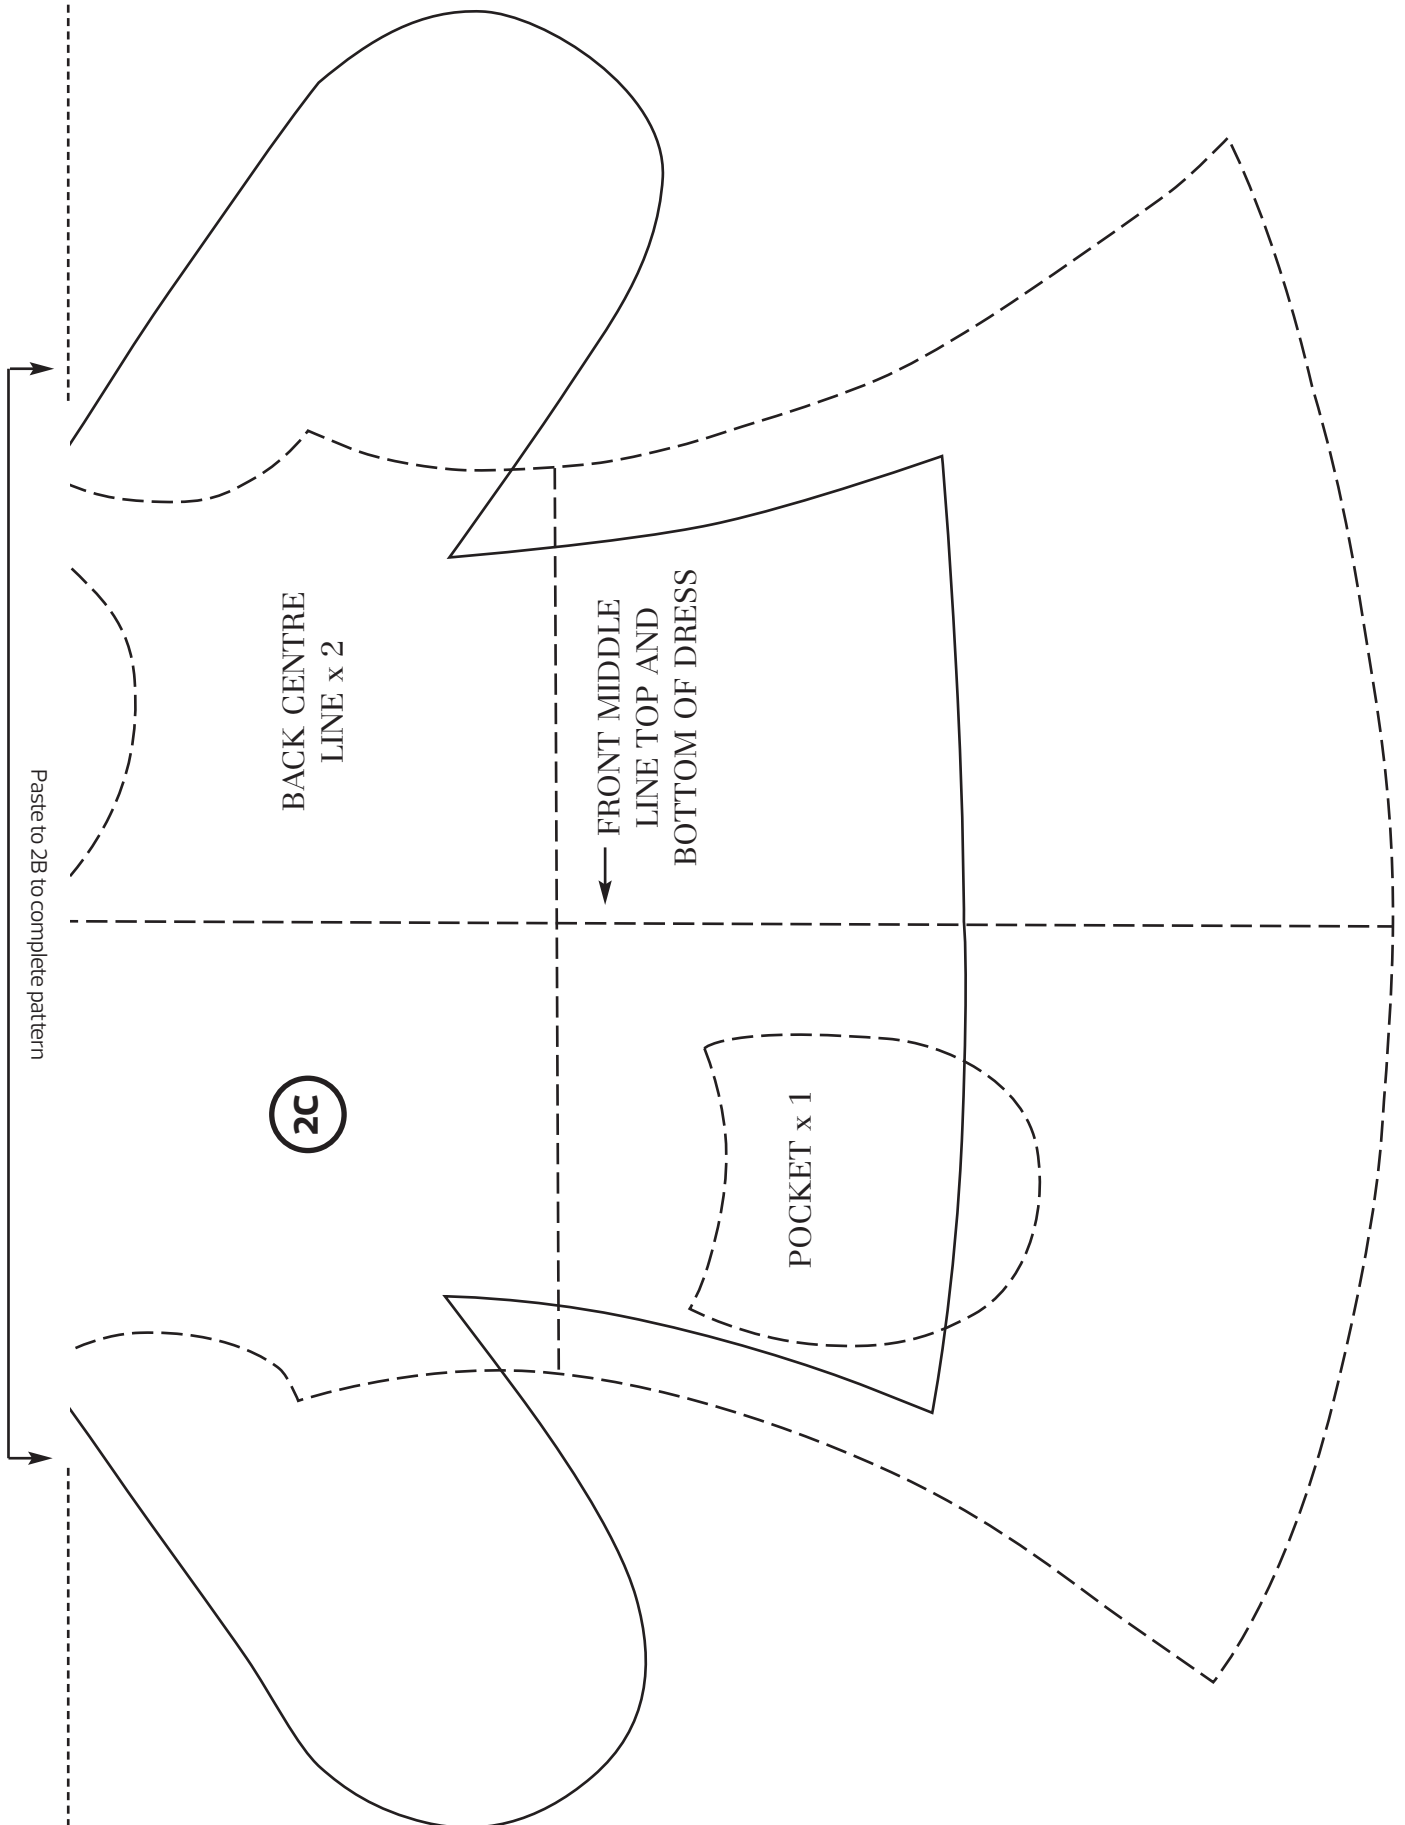 BACK CENTRE
LINE x 2
FRONT MIDDLE
LINE TOP AND
BOTTOM OF DRESS
POCKET x 1
2C
Paste to 2B to complete pattern